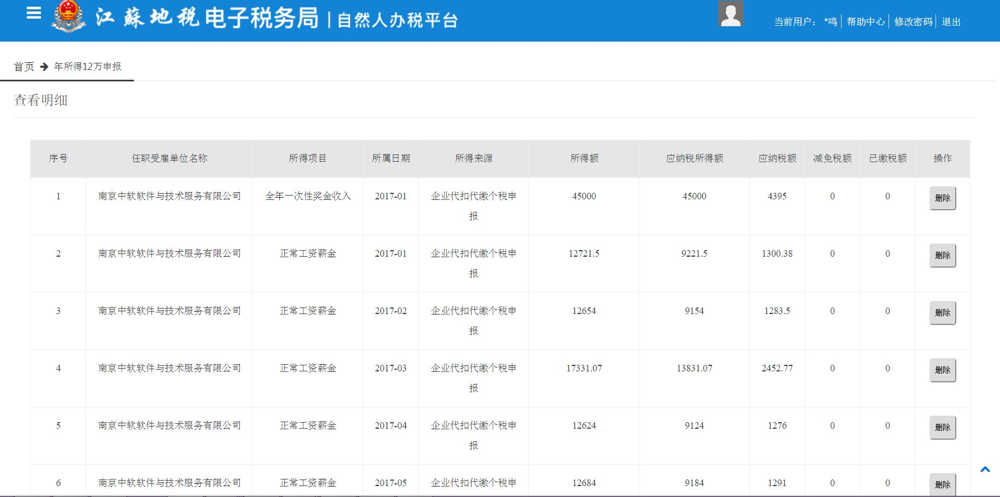 江蘇地税 电子税务局 | 自然人办税平台
当前用户： *鸣 | 帮助中心 | 修改密码 | 退出
首页 → 年所得12万申报
查看明细
序号 任职受雇单位名称 所得项目 所属日期 所得来源 所得额 应纳税所得额 应纳税额 减免税额 已缴税额 操作
1 南京中软软件与技术服务有限公司 全年一次性奖金收入 2017-01 企业代扣代缴个税申 45000 45000 4395 0 0 删除
报
2 南京中软软件与技术服务有限公司 正常工资薪金 2017-01 企业代扣代缴个税申 12721.5 9221.5 1300.38 0 0 删除
报
3 南京中软软件与技术服务有限公司 正常工资薪金 2017-02 企业代扣代缴个税申 12654 9154 1283.5 0 0 删除
报
4 南京中软软件与技术服务有限公司 正常工资薪金 2017-03 企业代扣代缴个税申 17331.07 13831.07 2452.77 0 0 删除
报
5 南京中软软件与技术服务有限公司 正常工资薪金 2017-04 企业代扣代缴个税申 12624 9124 1276 0 0 删除
报
6 南京中软软件与技术服务有限公司 正常工资薪金 2017-05 企业代扣代缴个税申 12684 9184 1291 0 0 删除